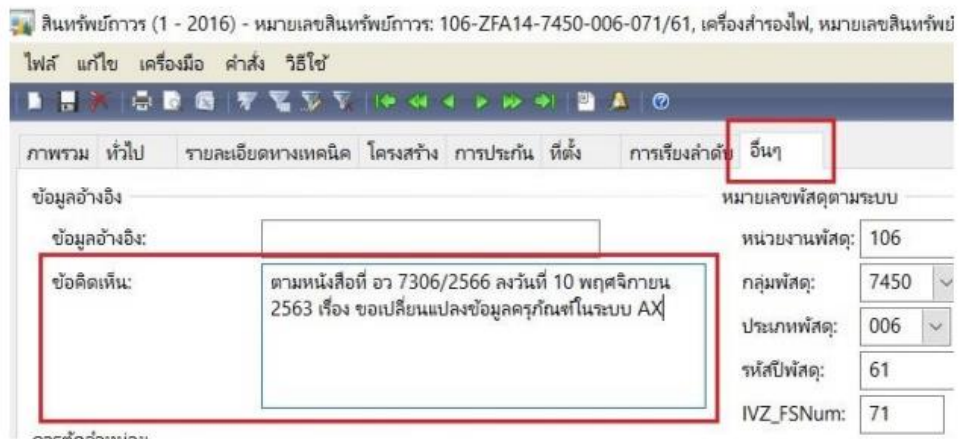 สินทรัพย์ถาวร (1 - 2016) - หมายเลขสินทรัพย์ถาวร: 106-ZFA14-7450-006-071/61, เครื่องสำรองไฟ, หมายเลขสินทรัพย์
ไฟล์ แก้ไข เครื่องมือ คำสั่ง วิธีใช้
ภาพรวม ทั่วไป รายละเอียดทางเทคนิค โครงสร้าง การประกัน ที่ตั้ง การเรียงลำดับ อื่นๆ
ข้อมูลอ้างอิง หมายเลขพัสดุตามระบบ
ข้อมูลอ้างอิง: หน่วยงานพัสดุ: 106
ข้อคิดเห็น: ตามหนังสือที่ อว 7306/2566 ลงวันที่ 10 พฤศจิกายน กลุ่มพัสดุ: 7450
2563 เรื่อง ขอเปลี่ยนแปลงข้อมูลครุภัณฑ์ในระบบ AX
ประเภทพัสดุ: 006
รหัสปีพัสดุ: 61
IVZ_FSNum: 71